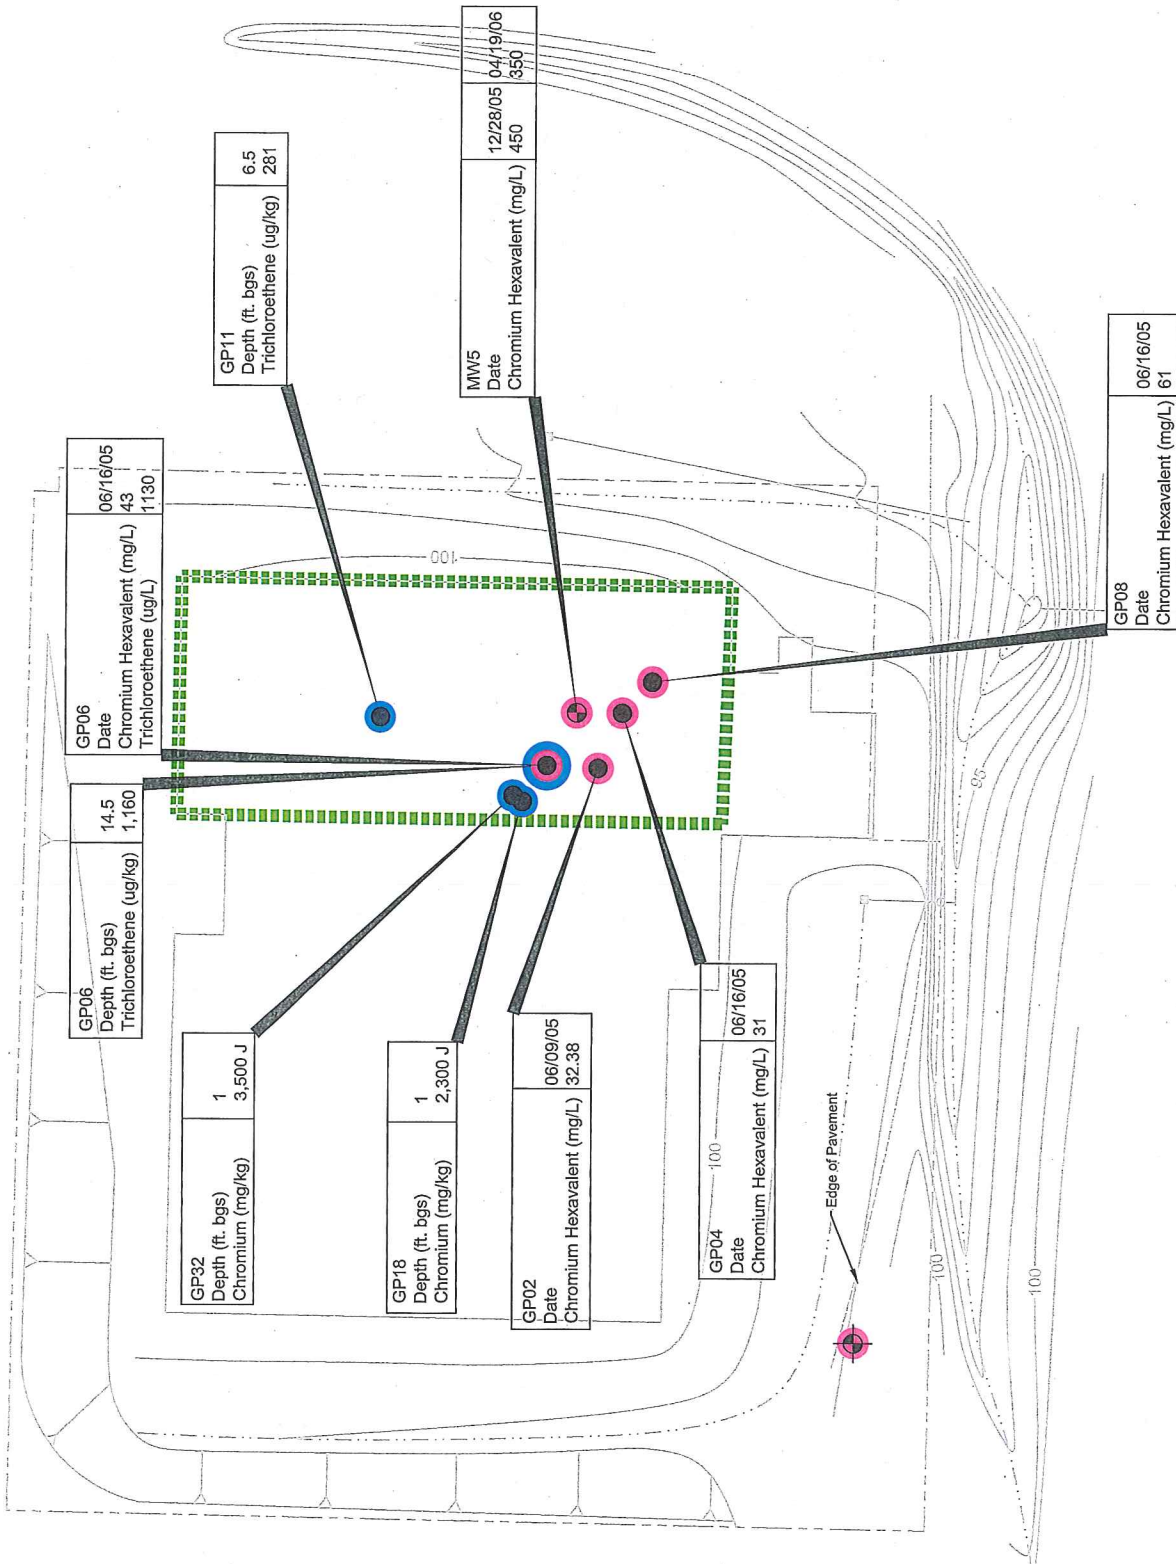 GP06
Depth (ft. bgs) 14.5
Trichloroethene (ug/kg) 1,160
GP06
Date 06/16/05
Chromium Hexavalent (mg/L) 43
Trichloroethene (ug/L) 1130
GP11
Depth (ft. bgs) 6.5
Trichloroethene (ug/kg) 281
GP32
Depth (ft. bgs) 1
Chromium (mg/kg) 3,500 J
GP18
Depth (ft. bgs) 1
Chromium (mg/kg) 2,300 J
MW5
Date 12/28/05 04/19/06
Chromium Hexavalent (mg/L) 450 350
GP02
Date 06/09/05
Chromium Hexavalent (mg/L) 32.38
GP04
Date 06/16/05
Chromium Hexavalent (mg/L) 31
GP08
Date 06/16/05
Chromium Hexavalent (mg/L) 61
Edge of Pavement
100
100
100
100
95